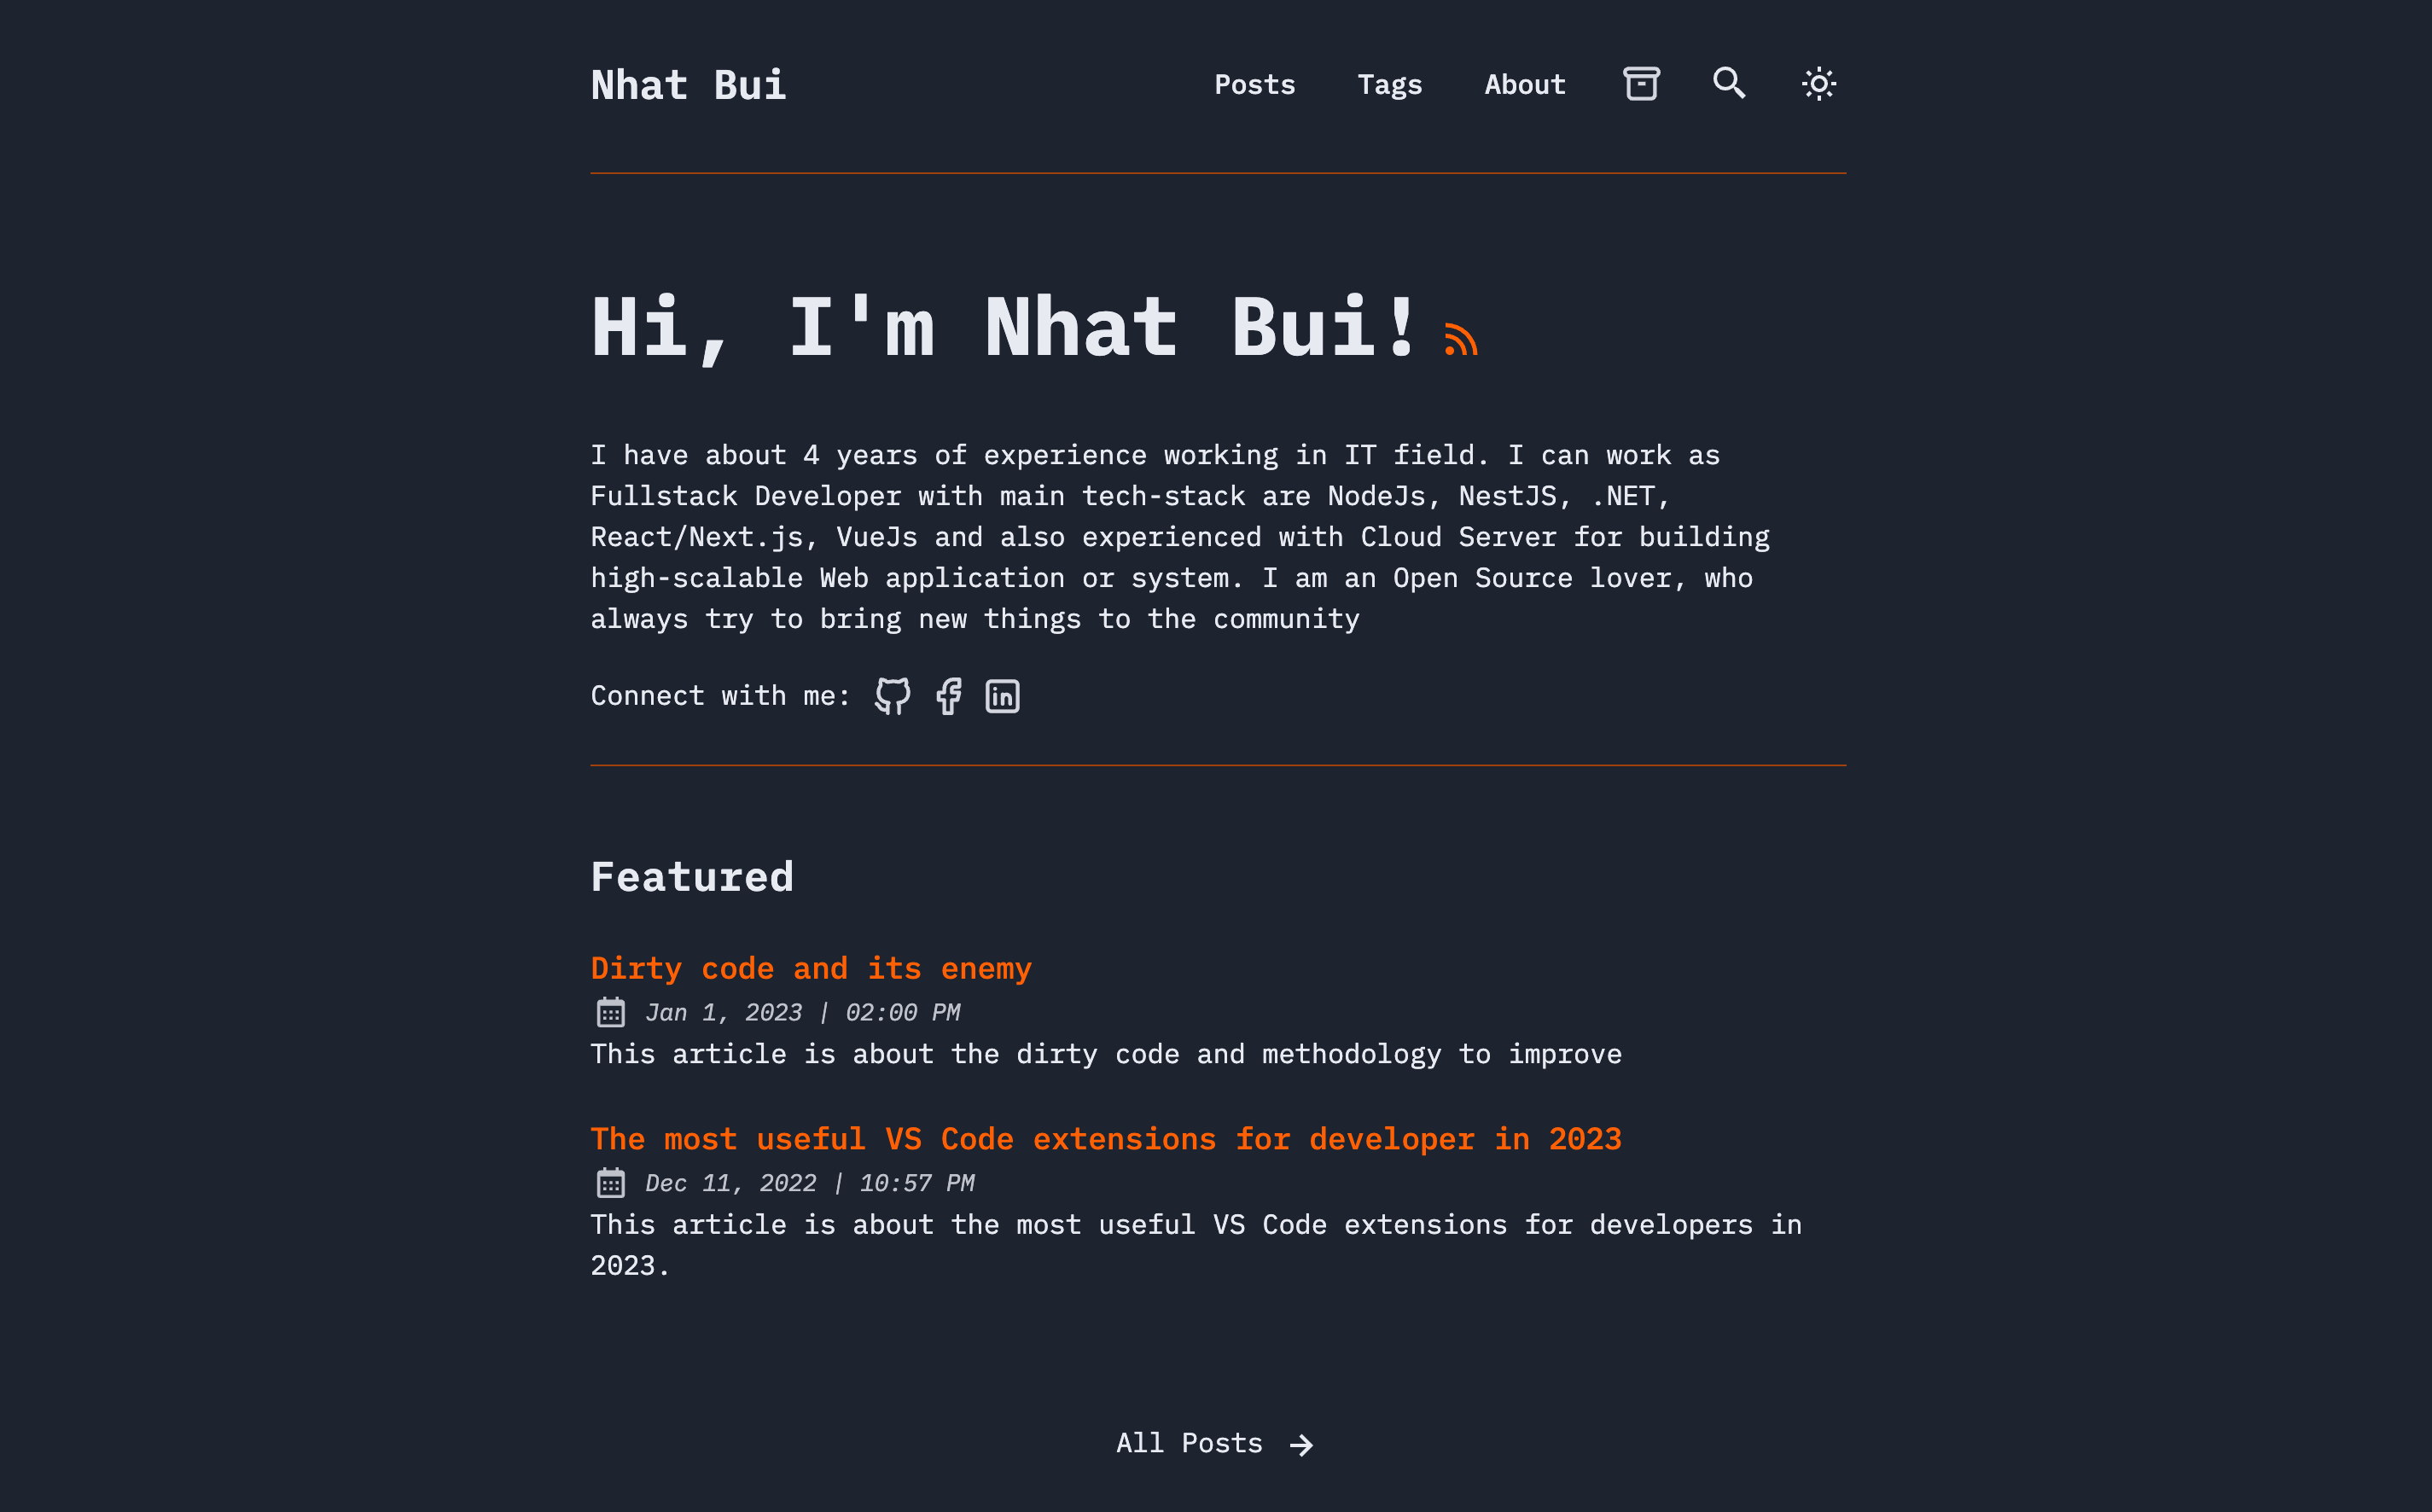 Nhat Bui
Posts
Tags
About
Hi, I'm Nhat Bui!
I have about 4 years of experience working in IT field. I can work as
Fullstack Developer with main tech-stack are NodeJs, NestJS, .NET,
React/Next.js, VueJs and also experienced with Cloud Server for building
high-scalable Web application or system. I am an Open Source lover, who
always try to bring new things to the community
Connect with me:
Featured
Dirty code and its enemy
Jan 1, 2023 | 02:00 PM
This article is about the dirty code and methodology to improve
The most useful VS Code extensions for developer in 2023
Dec 11, 2022 | 10:57 PM
This article is about the most useful VS Code extensions for developers in
2023.
All Posts